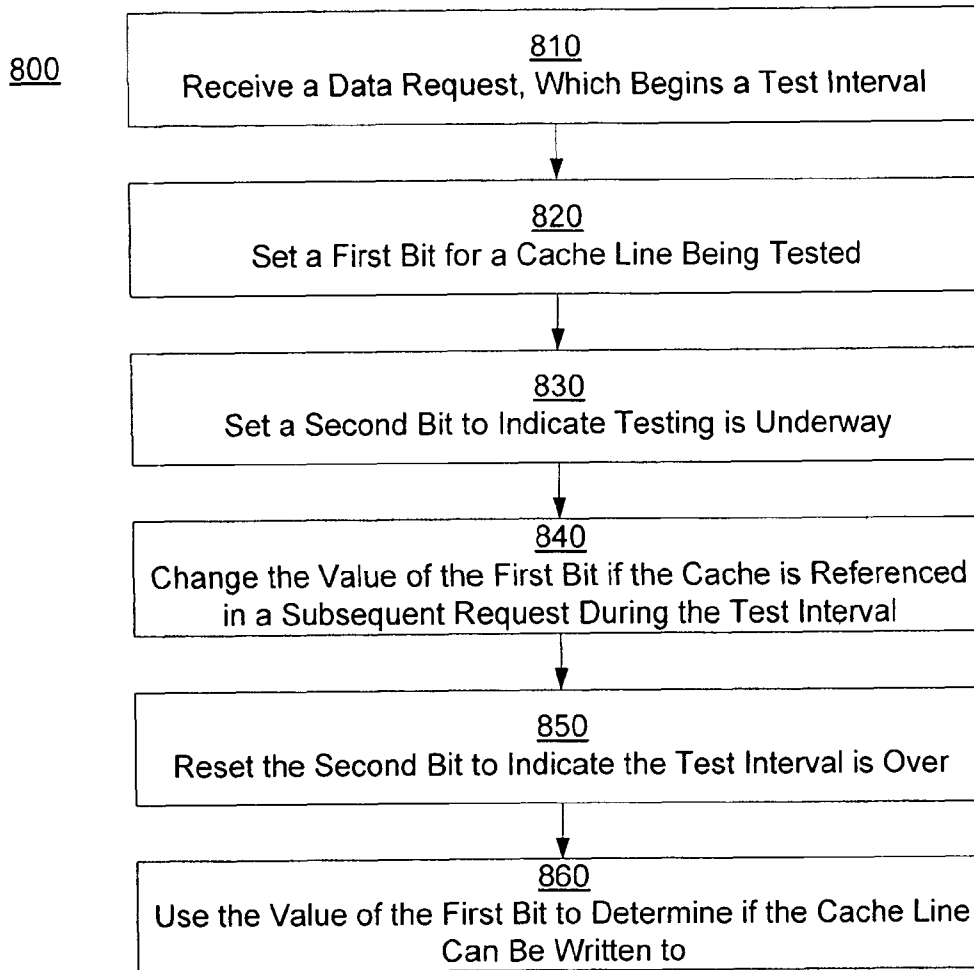 800
810
Receive a Data Request, Which Begins a Test Interval
820
Set a First Bit for a Cache Line Being Tested
830
Set a Second Bit to Indicate Testing is Underway
840
Change the Value of the First Bit if the Cache is Referenced
in a Subsequent Request During the Test Interval
850
Reset the Second Bit to Indicate the Test Interval is Over
860
Use the Value of the First Bit to Determine if the Cache Line
Can Be Written to